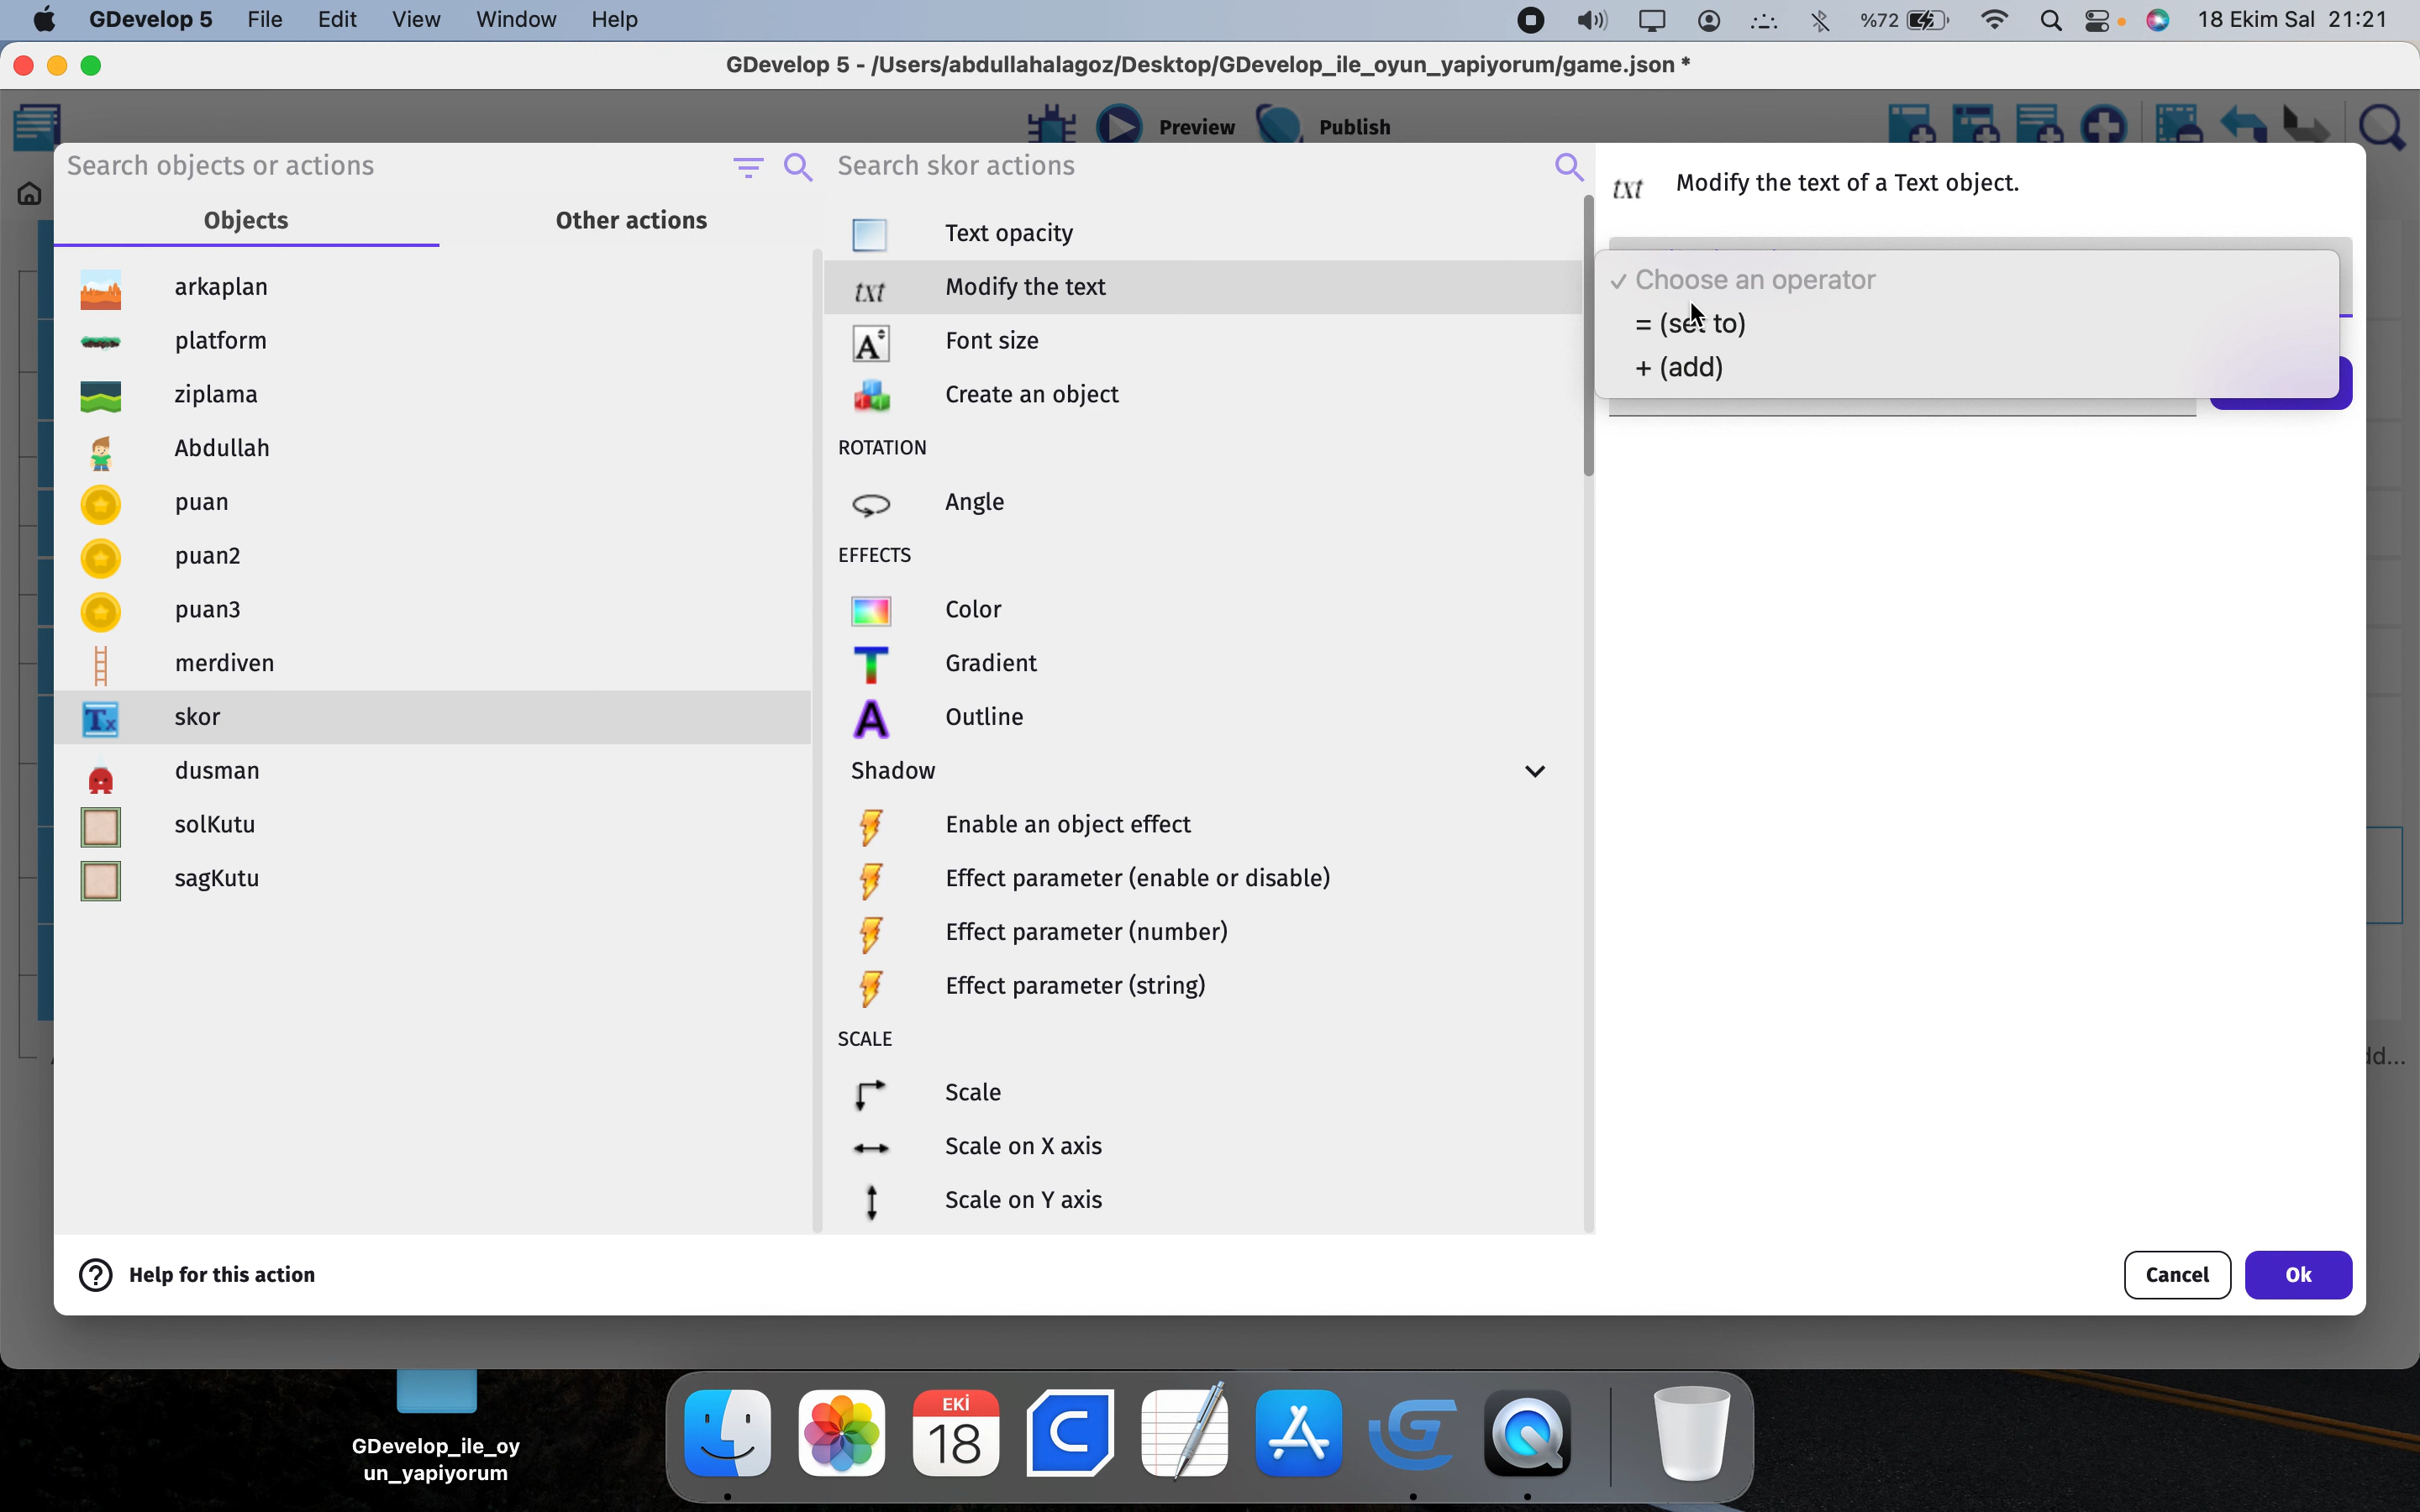 GDevelop 5 File Edit View Window Help %72 18 Ekim Sal 21:21
GDevelop 5 - /Users/abdullahalagoz/Desktop/GDevelop_ile_oyun_yapiyorum/game.json *
Preview Publish
Search objects or actions
Objects Other actions
arkaplan
platform
ziplama
Abdullah
puan
puan2
puan3
merdiven
skor
dusman
solKutu
sagKutu
Search skor actions
Text opacity
txt Modify the text
Font size
Create an object
ROTATION
Angle
EFFECTS
Color
Gradient
Outline
Shadow
Enable an object effect
Effect parameter (enable or disable)
Effect parameter (number)
Effect parameter (string)
SCALE
Scale
Scale on X axis
Scale on Y axis
txt Modify the text of a Text object.
✓ Choose an operator
= (set to)
+ (add)
dd...
? Help for this action
Cancel Ok
EKİ
18
GDevelop_ile_oy
un_yapiyorum